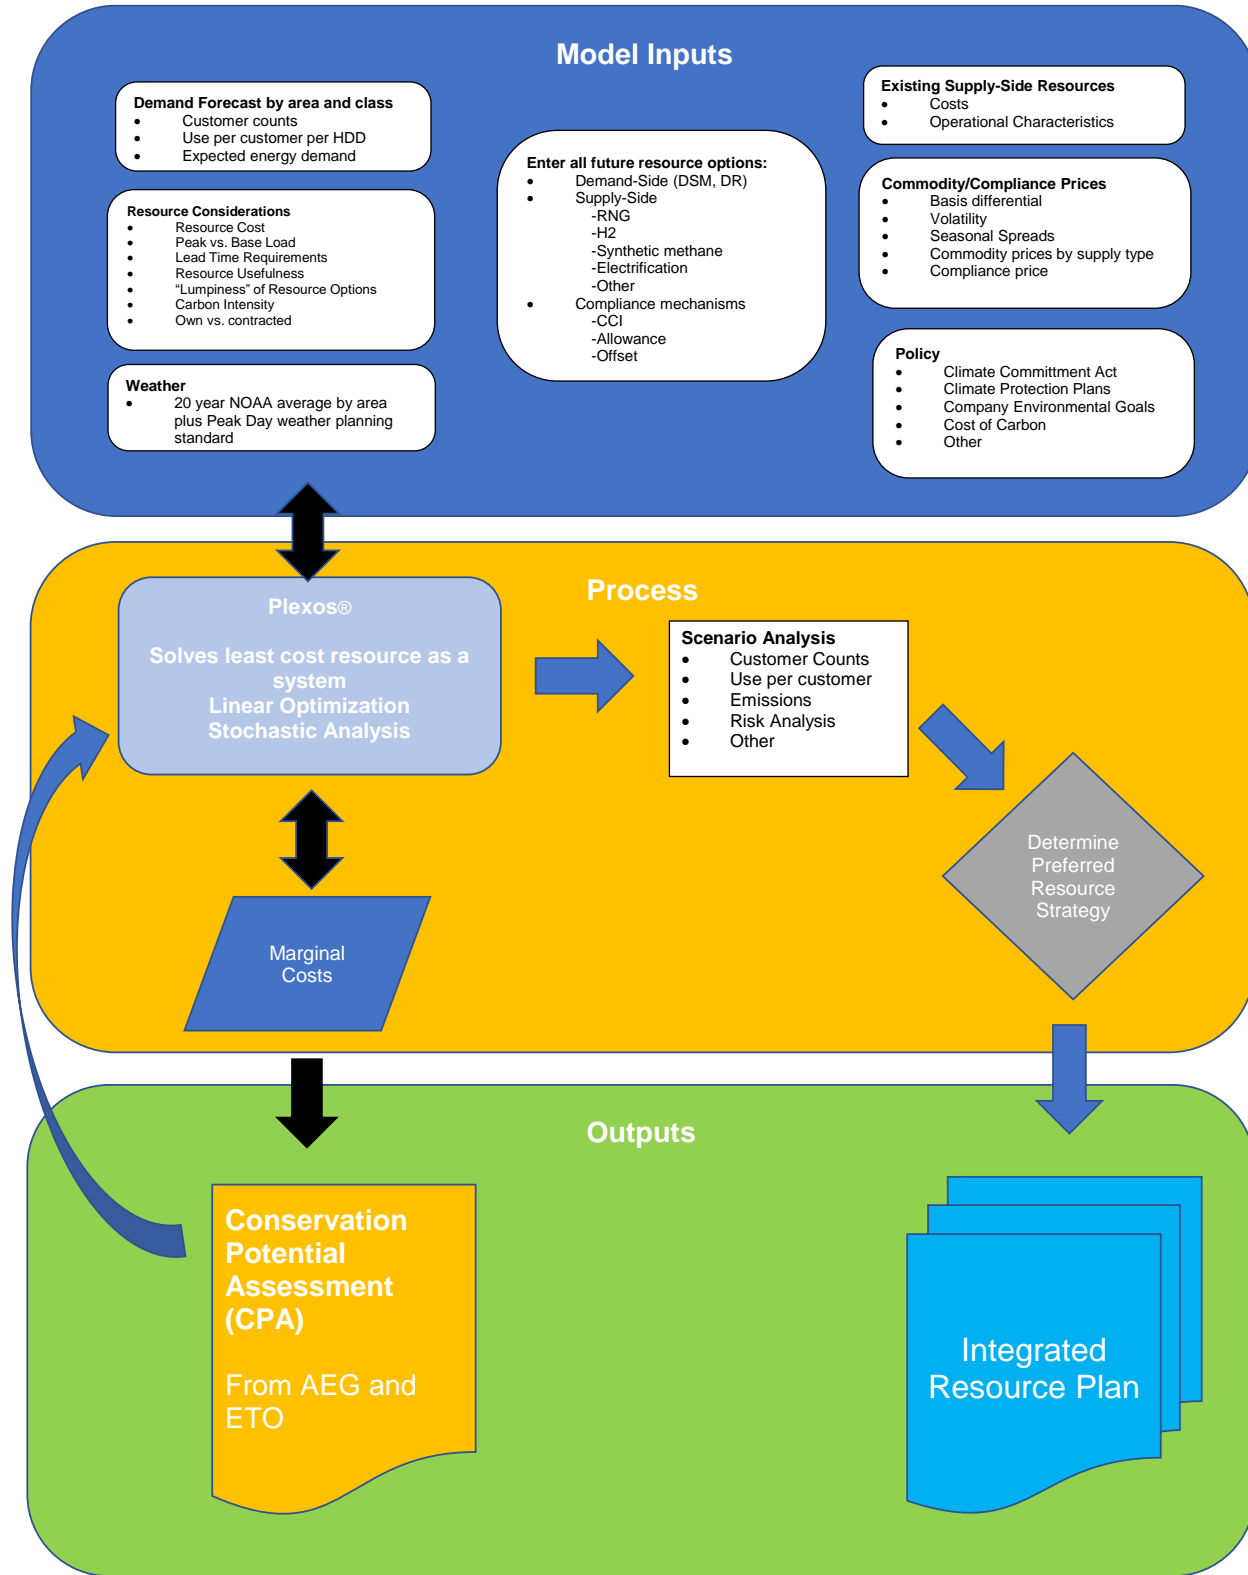 Model Inputs
Demand Forecast by area and class
• Customer counts
• Use per customer per HDD
• Expected energy demand
Resource Considerations
• Resource Cost
• Peak vs. Base Load
• Lead Time Requirements
• Resource Usefulness
• “Lumpiness” of Resource Options
• Carbon Intensity
• Own vs. contracted
Weather
• 20 year NOAA average by area
plus Peak Day weather planning
standard
Enter all future resource options:
• Demand-Side (DSM, DR)
• Supply-Side
-RNG
-H2
-Synthetic methane
-Electrification
-Other
• Compliance mechanisms
-CCI
-Allowance
-Offset
Existing Supply-Side Resources
• Costs
• Operational Characteristics
Commodity/Compliance Prices
• Basis differential
• Volatility
• Seasonal Spreads
• Commodity prices by supply type
• Compliance price
Policy
• Climate Committment Act
• Climate Protection Plans
• Company Environmental Goals
• Cost of Carbon
• Other
Process
Plexos®
Solves least cost resource as a
system
Linear Optimization
Stochastic Analysis
Scenario Analysis
• Customer Counts
• Use per customer
• Emissions
• Risk Analysis
• Other
Determine
Preferred
Resource
Strategy
Marginal
Costs
Outputs
Conservation
Potential
Assessment
(CPA)
From AEG and
ETO
Integrated
Resource Plan